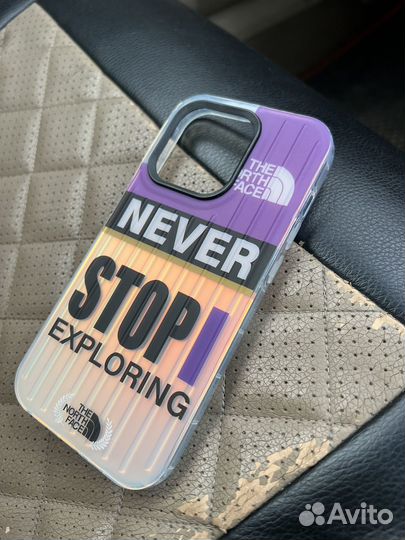 THE
NORTH
FACE
NEVER
STOP
EXPLORING
THE
NORTH
FACE
Avito